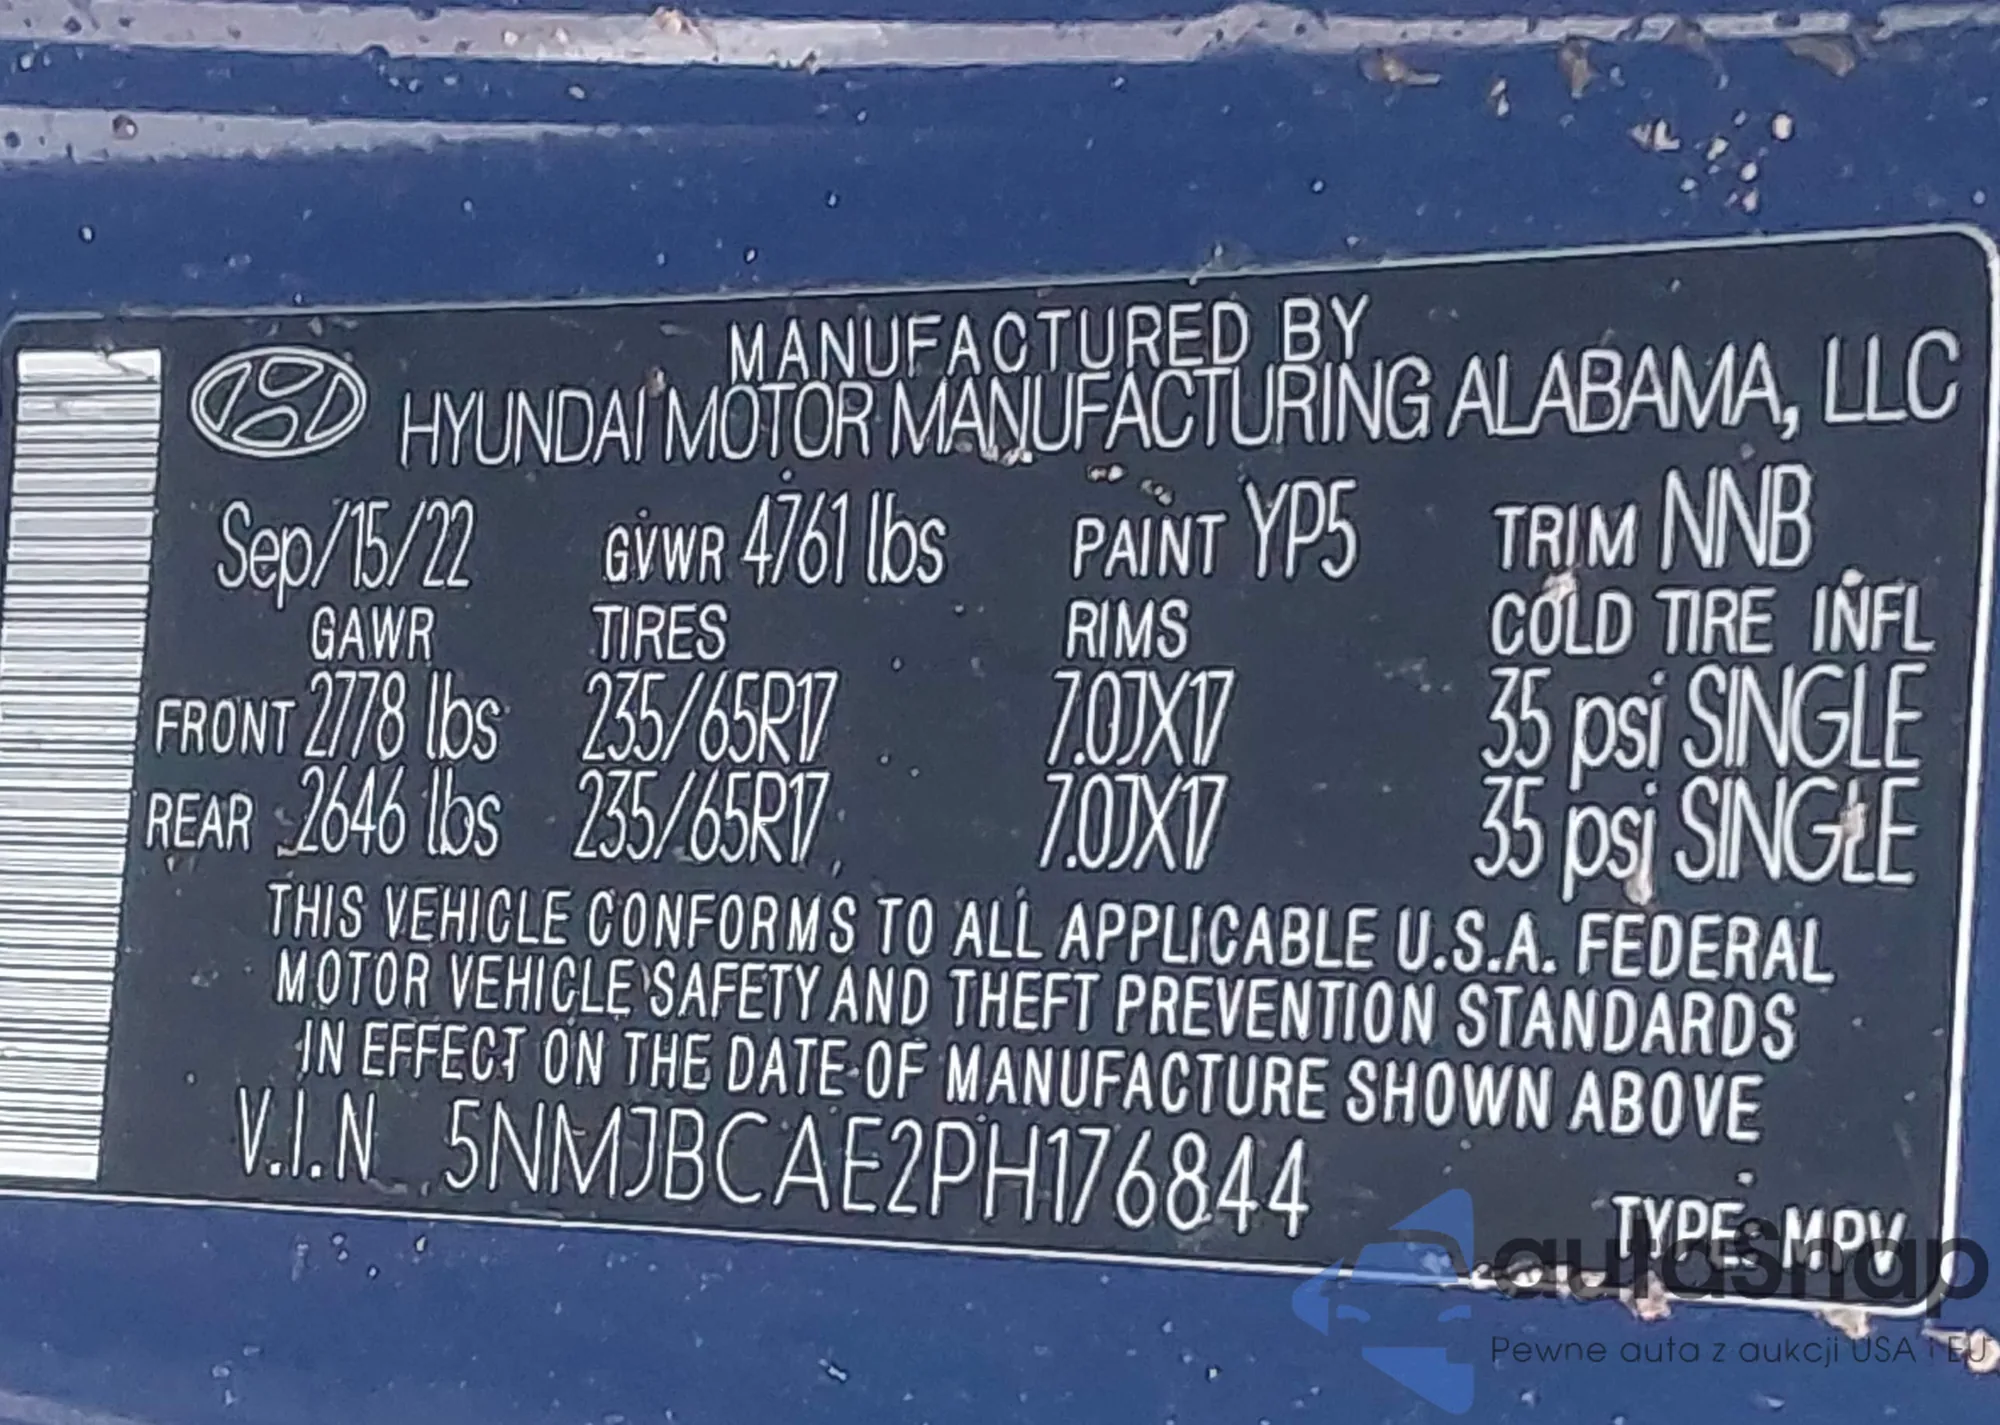 MANUFACTURED BY
HYUNDAI MOTOR MANUFACTURING ALABAMA, LLC
Sep/15/22 GVWR 4761 lbs PAINT YP5 TRIM NNB
GAWR TIRES RIMS COLD TIRE INFL
FRONT 2778 lbs 235/65R17 7.0JX17 35 psi SINGLE
REAR 2646 lbs 235/65R17 7.0JX17 35 psi SINGLE
THIS VEHICLE CONFORMS TO ALL APPLICABLE U.S.A. FEDERAL
MOTOR VEHICLE SAFETY AND THEFT PREVENTION STANDARDS
IN EFFECT ON THE DATE OF MANUFACTURE SHOWN ABOVE
V.I.N 5NMJBCAE2PH176844
TYPE: MPV
autasnap
Pewne auta z aukcji USA i EU